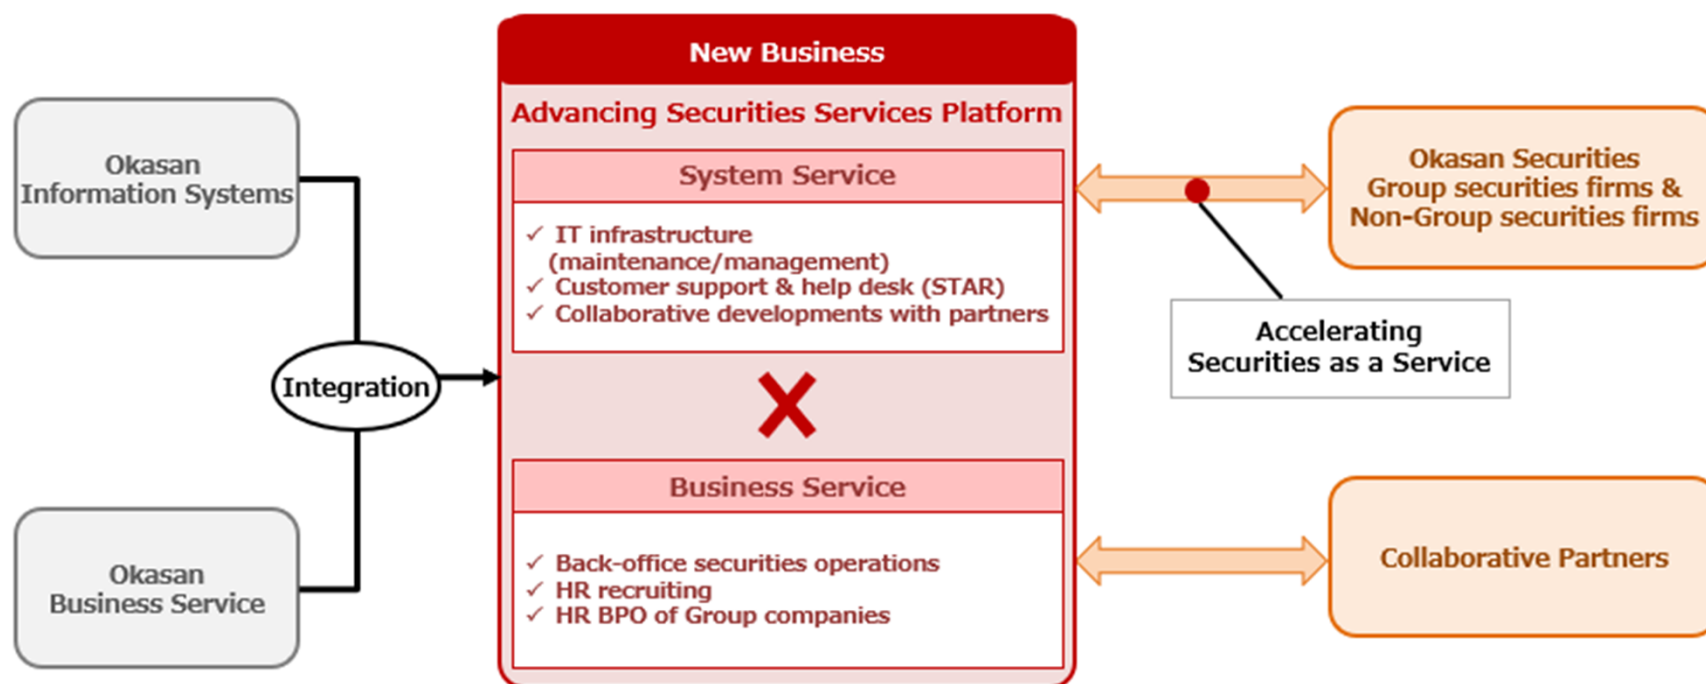 New Business
Advancing Securities Services Platform
Okasan
Information Systems
System Service
✓ IT infrastructure
(maintenance/management)
✓ Customer support & help desk (STAR)
✓ Collaborative developments with partners
Okasan Securities
Group securities firms &
Non-Group securities firms
Accelerating
Securities as a Service
Integration
Business Service
✓ Back-office securities operations
✓ HR recruiting
✓ HR BPO of Group companies
Okasan
Business Service
Collaborative Partners